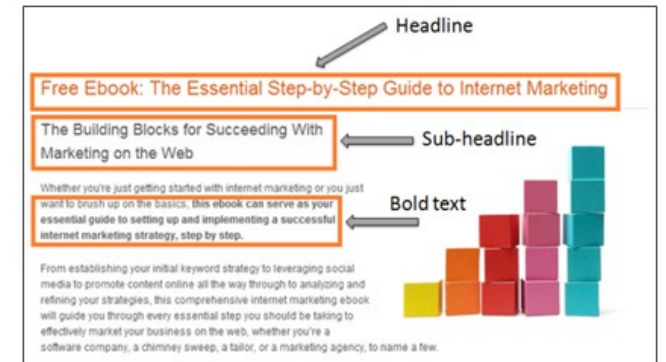 Headline
Free Ebook: The Essential Step-by-Step Guide to Internet Marketing
The Building Blocks for Succeeding With
Marketing on the Web
Sub-headline
Whether you're just getting started with internet marketing or you just
want to brush up on the basics, this ebook can serve as your
essential guide to setting up and implementing a successful
internet marketing strategy, step by step.
Bold text
From establishing your initial keyword strategy to leveraging social
media to promote content online all the way through to analyzing and
refining your strategies, this comprehensive internet marketing ebook
will guide you through every essential step you should be taking to
effectively market your business on the web, whether you're a
software company, a chimney sweep, a tailor, or a marketing agency, to name a few.